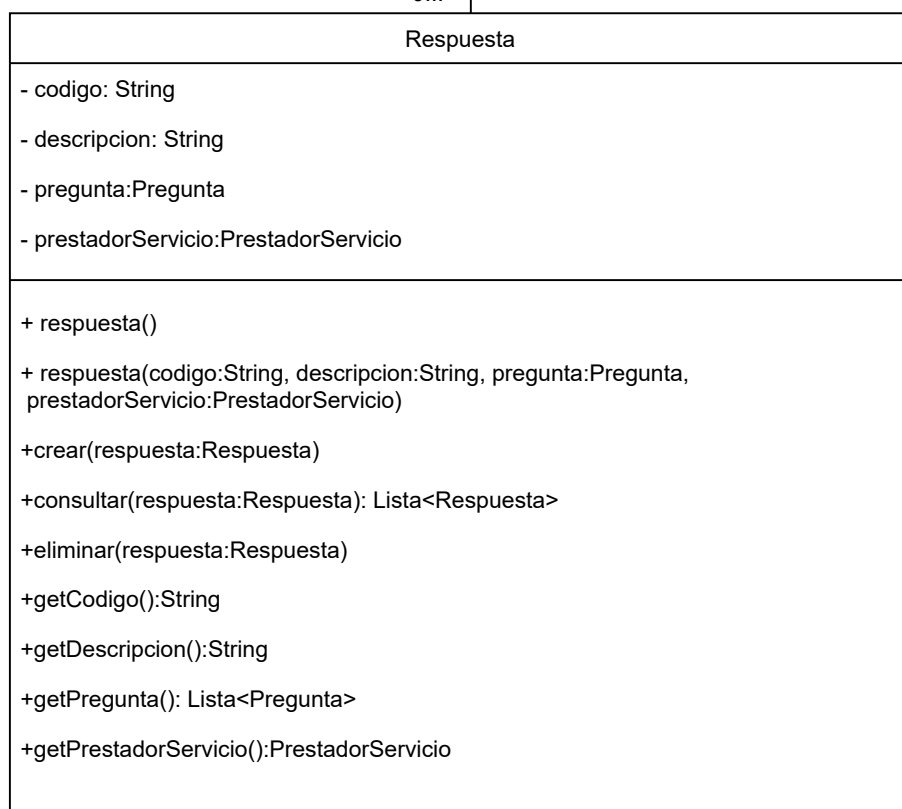 Respuesta
- codigo: String
- descripcion: String
- pregunta:Pregunta
- prestadorServicio:PrestadorServicio
+ respuesta()
+ respuesta(codigo:String, descripcion:String, pregunta:Pregunta,
prestadorServicio:PrestadorServicio)
+crear(respuesta:Respuesta)
+consultar(respuesta:Respuesta): Lista<Respuesta>
+eliminar(respuesta:Respuesta)
+getCodigo():String
+getDescripcion():String
+getPregunta(): Lista<Pregunta>
+getPrestadorServicio():PrestadorServicio